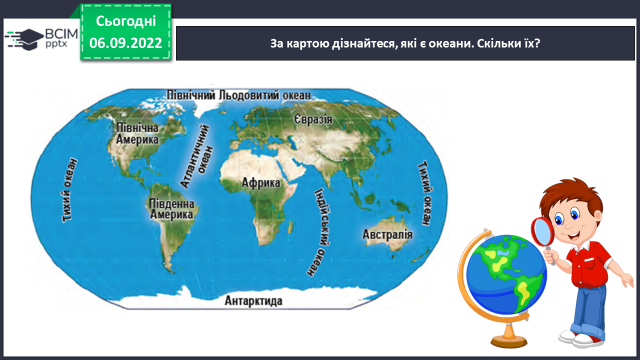 Сьогодні
06.09.2022
BCIM
pptx
За картою дізнайтеся, які є океани. Скільки їх?
Північний Льодовитий океан
Північна
Америка
Євразія
Атлантичний
океан
Тихий океан
Африка
Тихий океан
Південна
Америка
Індійський океан
Австралія
Антарктида